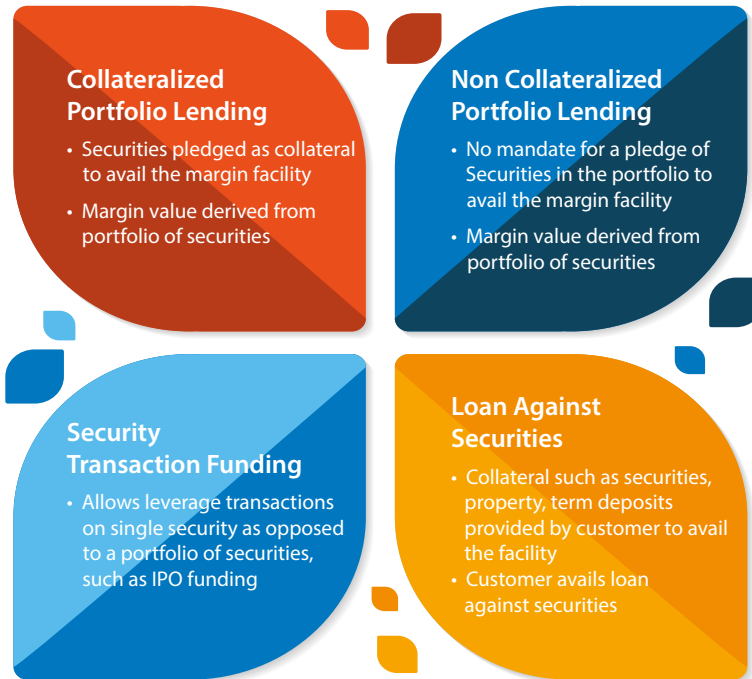 Collateralized
Portfolio Lending
• Securities pledged as collateral
to avail the margin facility
• Margin value derived from
portfolio of securities
Non Collateralized
Portfolio Lending
• No mandate for a pledge of
Securities in the portfolio to
avail the margin facility
• Margin value derived from
portfolio of securities
Security
Transaction Funding
• Allows leverage transactions
on single security as opposed
to a portfolio of securities,
such as IPO funding
Loan Against
Securities
• Collateral such as securities,
property, term deposits
provided by customer to avail
the facility
• Customer avails loan
against securities